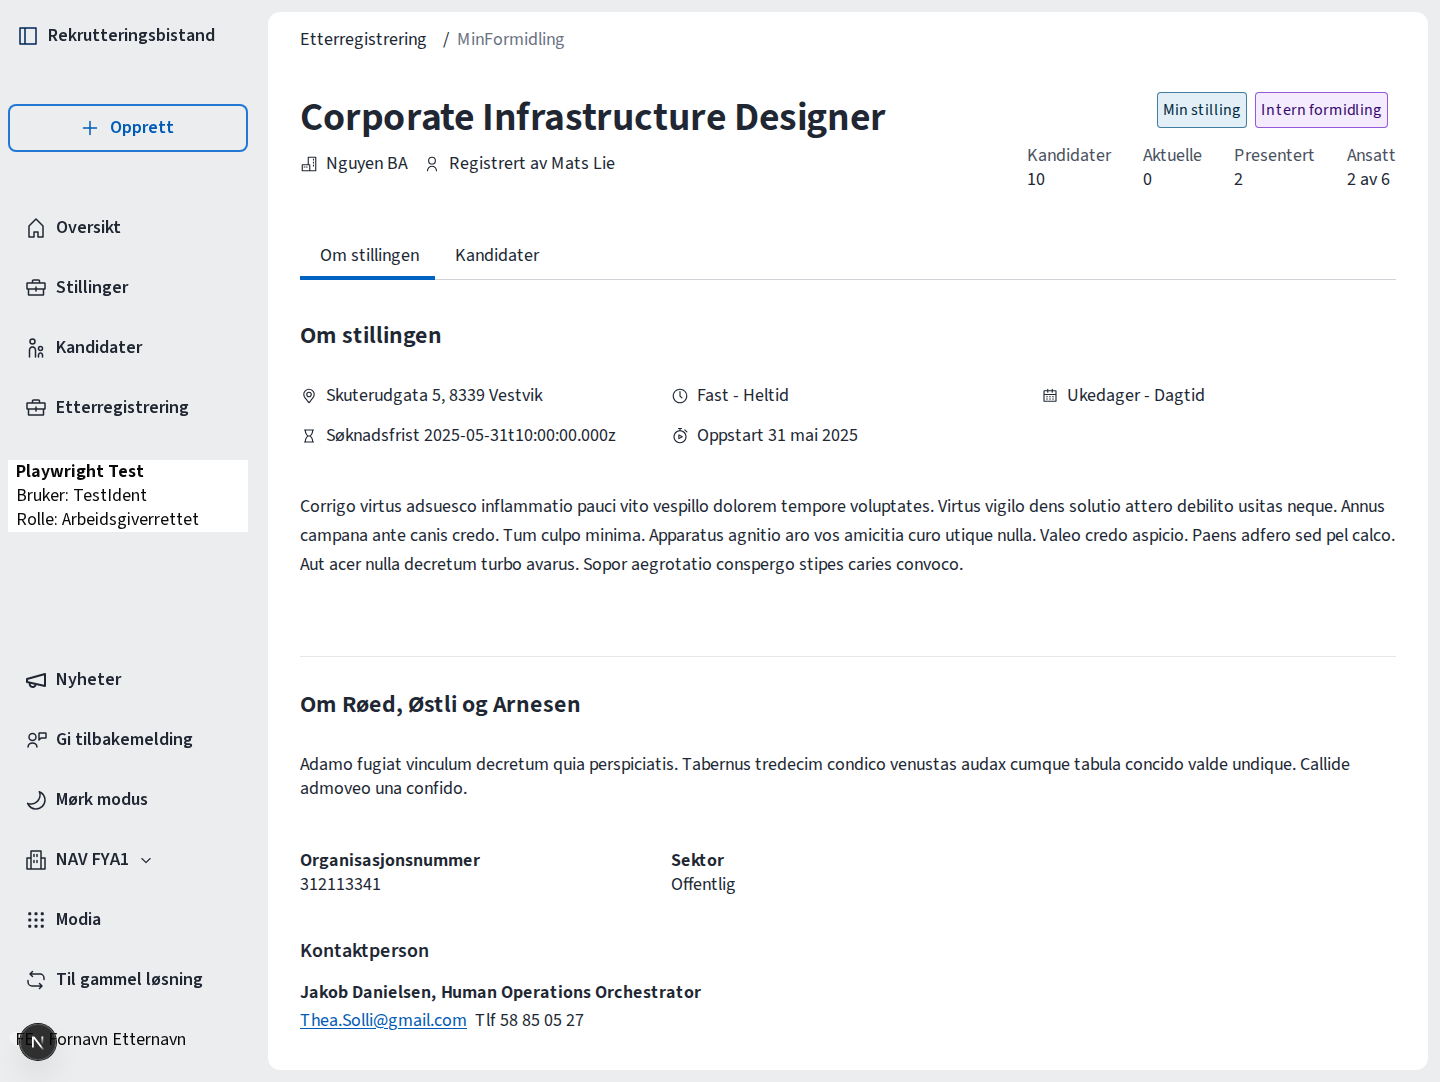 Rekrutteringsbistand
Opprett
Oversikt
Stillinger
Kandidater
Etterregistrering
Playwright Test
Bruker: TestIdent
Rolle: Arbeidsgiverrettet
Nyheter
Gi tilbakemelding
Mørk modus
NAV FYA1
Modia
Til gammel løsning
Fornavn Etternavn
Etterregistrering / MinFormidling
Corporate Infrastructure Designer
Min stilling Intern formidling
Nguyen BA Registrert av Mats Lie
Kandidater Aktuelle Presentert Ansatt
10 0 2 2 av 6
Om stillingen Kandidater
Om stillingen
Skuterudgata 5, 8339 Vestvik Fast - Heltid Ukedager - Dagtid
Søknadsfrist 2025-05-31t10:00:00.000z Oppstart 31 mai 2025
Corrigo virtus adsuesco inflammatio pauci vito vespillo dolorem tempore voluptates. Virtus vigilo dens solutio attero debilito usitas neque. Annus
campana ante canis credo. Tum culpo minima. Apparatus agnitio aro vos amicitia curo utique nulla. Valeo credo aspicio. Paens adfero sed pel calco.
Aut acer nulla decretum turbo avarus. Sopor aegrotatio conspergo stipes caries convoco.
Om Røed, Østli og Arnesen
Adamo fugiat vinculum decretum quia perspiciatis. Tabernus tredecim condico venustas audax cumque tabula concido valde undique. Callide
admoveo una confido.
Organisasjonsnummer Sektor
312113341 Offentlig
Kontaktperson
Jakob Danielsen, Human Operations Orchestrator
Thea.Solli@gmail.com Tlf 58 85 05 27